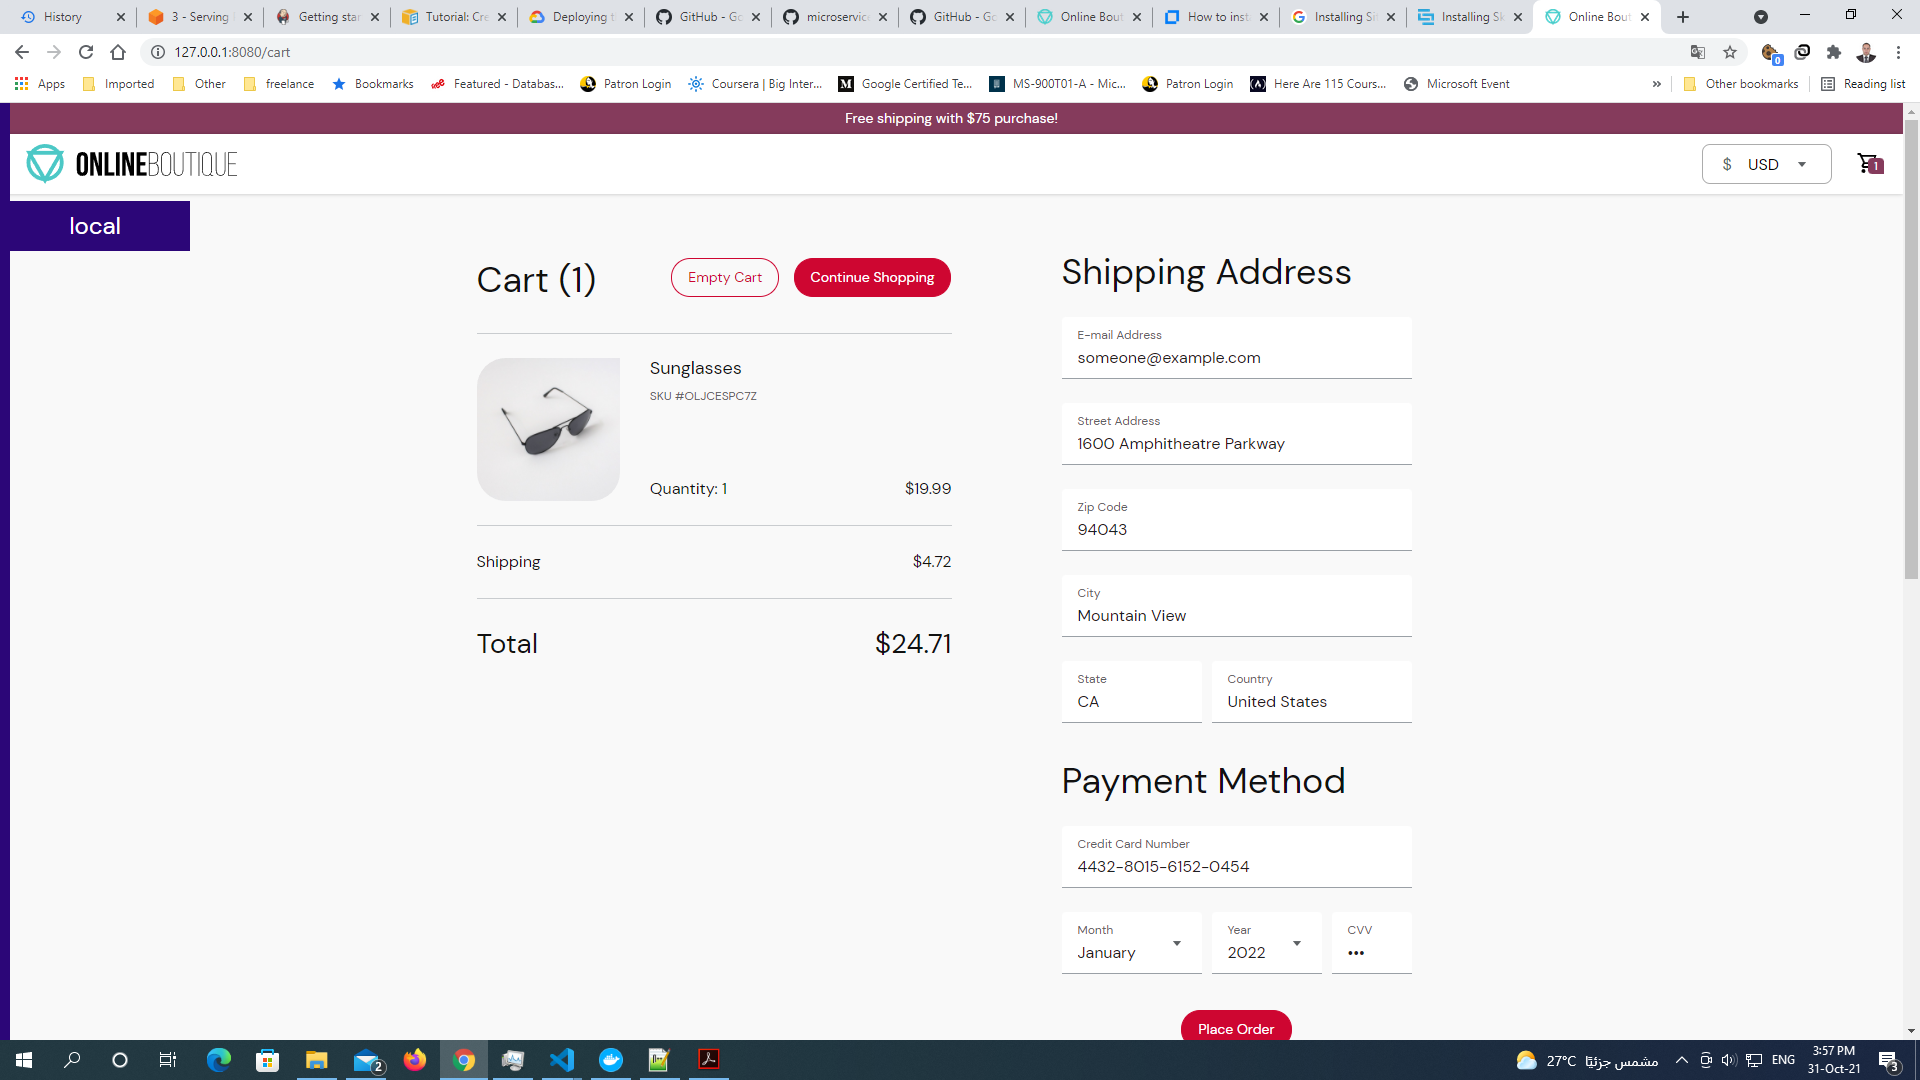 History
3 - Serving
Getting star
Tutorial: Cre
Deploying t
GitHub - Go
microservice
GitHub - Go
Online Bout
How to inst
Installing Sk
Online Bout
127.0.0.1:8080/cart
0
Apps
Imported
Other
freelance
Bookmarks
Featured - Databas...
Patron Login
Coursera | Big Inter...
Google Certified Te...
MS-900T01-A - Mic...
Patron Login
Here Are 115 Cours...
Microsoft Event
»
Other bookmarks
Reading list
Free shipping with $75 purchase!
ONLINEBOUTIQUE
$ USD
1
local
Cart (1)
Empty Cart
Continue Shopping
Sunglasses
SKU #OLJCESPC7Z
Quantity: 1
$19.99
Shipping
$4.72
Total
$24.71
Shipping Address
E-mail Address
someone@example.com
Street Address
1600 Amphitheatre Parkway
Zip Code
94043
City
Mountain View
State
CA
Country
United States
Payment Method
Credit Card Number
4432-8015-6152-0454
Month
January
Year
2022
CVV
•••
Place Order
2
27°C مشمس جزئيًا
ENG
3:57 PM
31-Oct-21
3